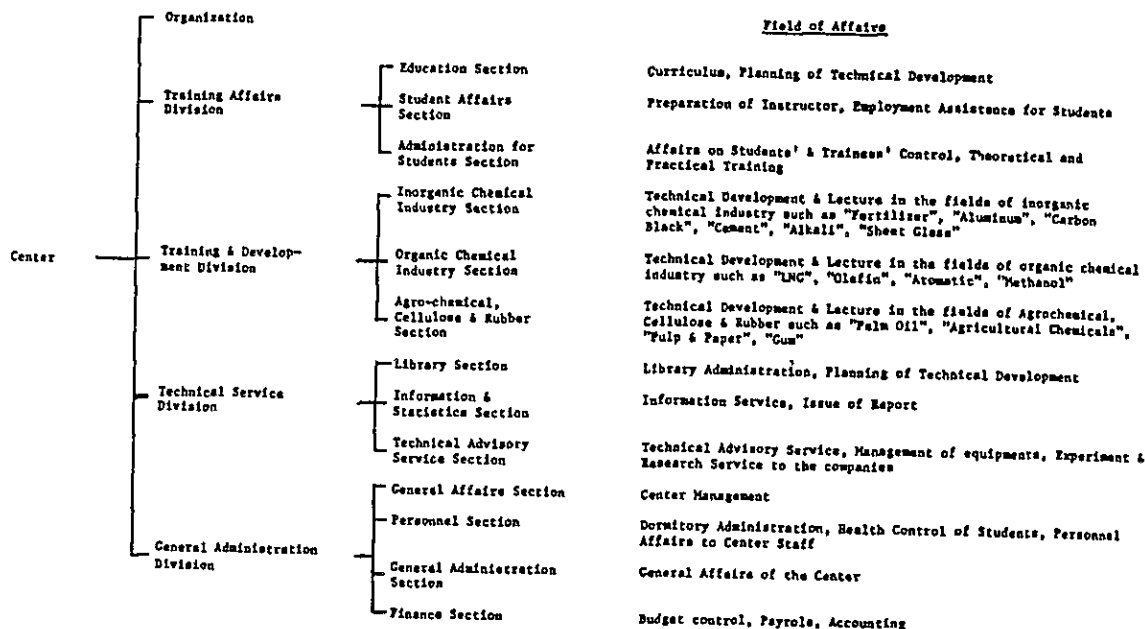 Organization
Field of Affairs
Education Section
Curriculus, Planning of Technical Development
Training Affairs
Division
Student Affairs
Section
Preparation of Instructor, Employment Assistence for Students
Administration for
Students Section
Affairs on Students' & Trainess' Control, Theoretical and
Practical Training
Inorganic Chemical
Industry Section
Technical Development & Lecture in the fields of inorganic
chemical industry such as "Fertilizer", "Aluminum", "Carbon
Black", "Cement", "Alkali", "Sheet Glass"
Center
Training & Develop-
ment Division
Organic Chemical
Industry Section
Technical Development & Lecture in the fields of organic chemical
industry such as "LNG", "Olefin", "Aromatic", "Methanol"
Agro-chemical,
Cellulose & Rubber
Section
Technical Development & Lecture in the fields of Agrochemical,
Cellulose & Rubber such as "Palm Oil", "Agricultural Chemicals",
"Pulp & Paper", "Gum"
Library Section
Library Administration, Planning of Technical Development
Technical Service
Division
Information &
Statistics Section
Information Service, Issue of Report
Technical Advisory
Service Section
Technical Advisory Service, Management of equipments, Experiment &
Research Service to the companies
General Affairs Section
Center Management
Personnel Section
Dormitory Administration, Health Control of Students, Personnel
Affairs to Center Staff
General Administration
Division
General Administration
Section
General Affairs of the Center
Finance Section
Budget control, Payrole, Accounting